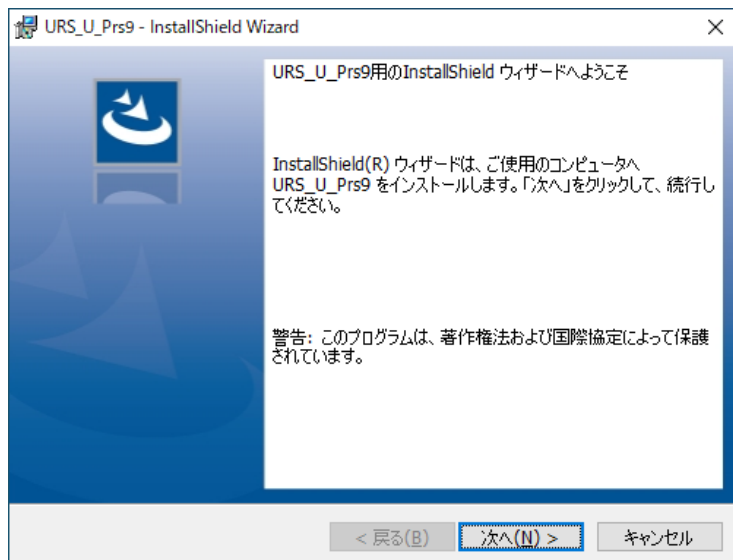 URS_U_Prs9 - InstallShield Wizard
URS_U_Prs9用のInstallShield ウィザードへようこそ
InstallShield(R) ウィザードは、ご使用のコンピュータへ
URS_U_Prs9 をインストールします。「次へ」をクリックして、続行し
てください。
警告: このプログラムは、著作権法および国際協定によって保護
されています。
< 戻る(B)
次へ(N) >
キャンセル